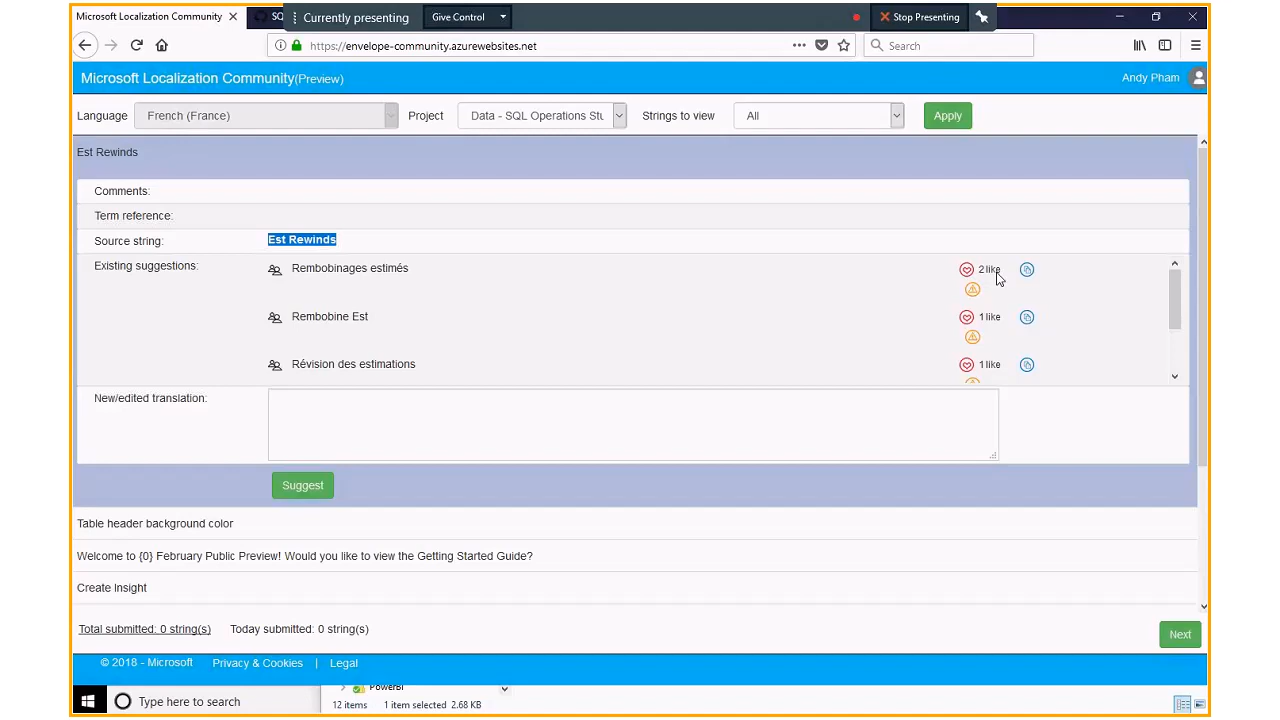 Microsoft Localization Community
SQ
Currently presenting
Give Control
Stop Presenting
https://envelope-community.azurewebsites.net
Search
Microsoft Localization Community(Preview)
Andy Pham
Language French (France) Project Data - SQL Operations Stu Strings to view All Apply
Est Rewinds
Comments:
Term reference:
Source string: Est Rewinds
Existing suggestions: Rembobinages estimés 2 like
Rembobine Est 1 like
Révision des estimations 1 like
New/edited translation:
Suggest
Table header background color
Welcome to {0} February Public Preview! Would you like to view the Getting Started Guide?
Create Insight
Total submitted: 0 string(s) Today submitted: 0 string(s)
Next
© 2018 - Microsoft Privacy & Cookies | Legal
PowerBI
Type here to search
12 items 1 item selected 2.68 KB